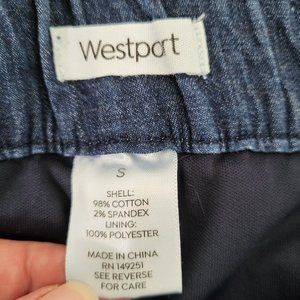 Westport
S
SHELL:
98% COTTON
2% SPANDEX
LINING:
100% POLYESTER
MADE IN CHINA
RN 149251
SEE REVERSE
FOR CARE